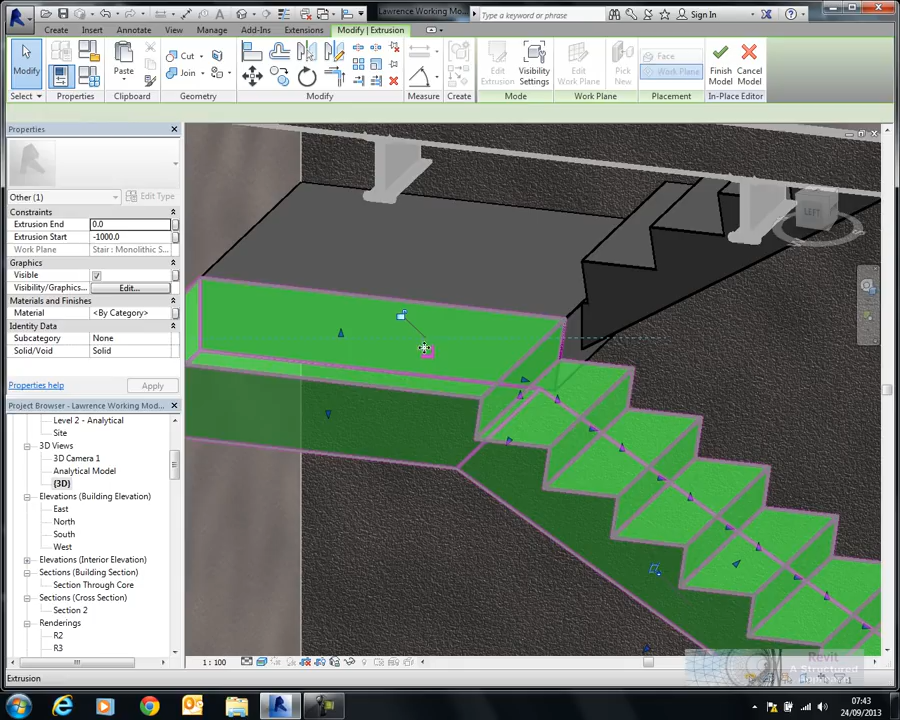 Lawrence Working Mo...
Type a keyword or phrase
Sign In
Create
Insert
Annotate
View
Manage
Add-Ins
Extensions
Modify | Extrusion
Modify
Paste
Cut
Join
Edit Extrusion
Visibility Settings
Edit Work Plane
Pick New
Face
Work Plane
Finish Model
Cancel Model
Select
Properties
Clipboard
Geometry
Modify
Measure
Create
Mode
Work Plane
Placement
In-Place Editor
Properties
Other (1)
Edit Type
Constraints
Extrusion End 0.0
Extrusion Start -1000.0
Work Plane Stair : Monolithic S...
Graphics
Visible
Visibility/Graphics... Edit...
Materials and Finishes
Material <By Category>
Identity Data
Subcategory None
Solid/Void Solid
Properties help
Apply
Project Browser - Lawrence Working Mod...
Level 2 - Analytical
Site
3D Views
3D Camera 1
Analytical Model
{3D}
Elevations (Building Elevation)
East
North
South
West
Elevations (Interior Elevation)
Sections (Building Section)
Section Through Core
Sections (Cross Section)
Section 2
Renderings
R2
R3
LEFT
1 : 100
Revit
A Structured
Extrusion
07:43
24/09/2013